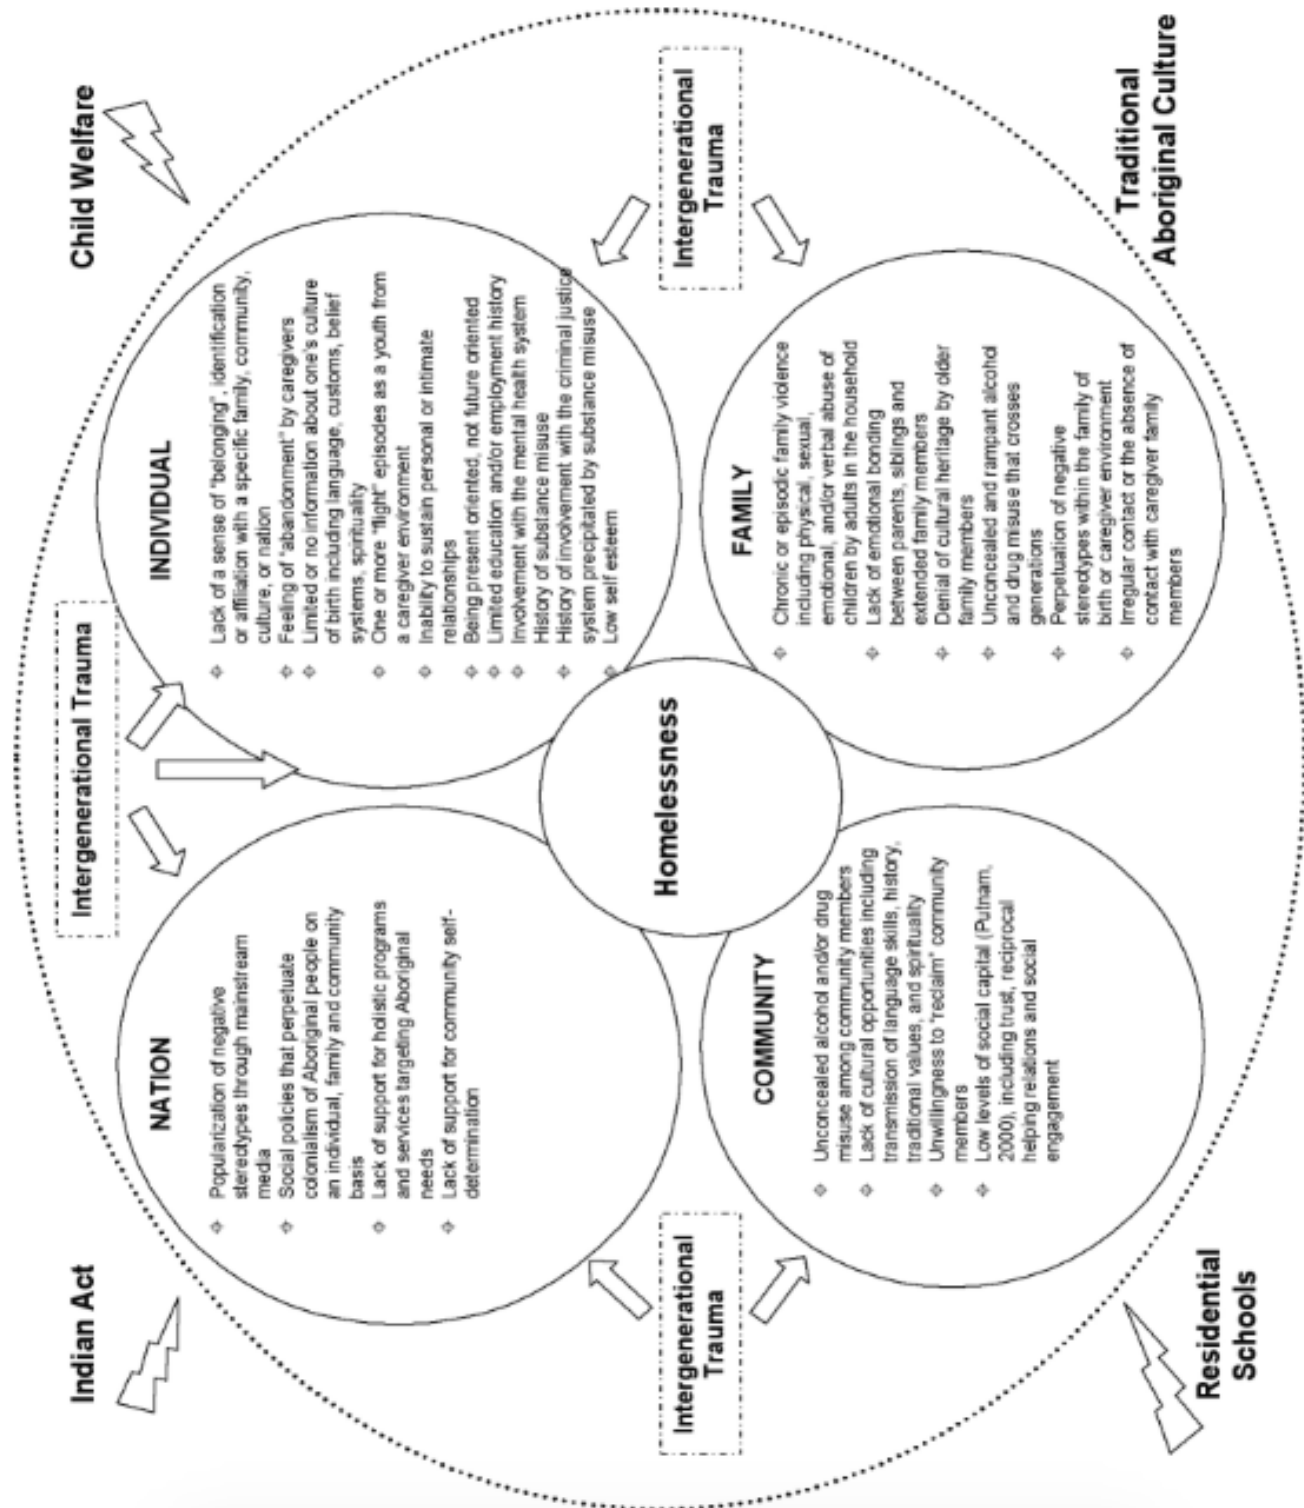 Indian Act
Child Welfare
Intergenerational Trauma
NATION
Popularization of negative
stereotypes through mainstream
media
Social policies that perpetuate
colonialism of Aboriginal people on
an individual, family and community
basis
Lack of support for holistic programs
and services targeting Aboriginal
needs
Lack of support for community self-
determination
INDIVIDUAL
Lack of a sense of "belonging", identification
or affiliation with a specific family, community,
culture, or nation
Feeling of "abandonment" by caregivers
Limited or no information about one's culture
of birth including language, customs, belief
systems, spirituality
One or more "flight" episodes as a youth from
a caregiver environment
Inability to sustain personal or intimate
relationships
Being present oriented, not future oriented
Limited education and/or employment history
Involvement with the mental health system
History of substance misuse
History of involvement with the criminal justice
system precipitated by substance misuse
Low self esteem
Intergenerational
Trauma
Homelessness
Intergenerational
Trauma
COMMUNITY
Unconcealed alcohol and/or drug
misuse among community members
Lack of cultural opportunities including
transmission of language skills, history,
traditional values, and spirituality
Unwillingness to "reclaim" community
members
Low levels of social capital (Putnam,
2000), including trust, reciprocal
helping relations and social
engagement
FAMILY
Chronic or episodic family violence
including physical, sexual,
emotional, and/or verbal abuse of
children by adults in the household
Lack of emotional bonding
between parents, siblings and
extended family members
Denial of cultural heritage by older
family members
Unconcealed and rampant alcohol
and drug misuse that crosses
generations
Perpetuation of negative
stereotypes within the family of
birth or caregiver environment
Irregular contact or the absence of
contact with caregiver family
members
Residential
Schools
Traditional
Aboriginal Culture